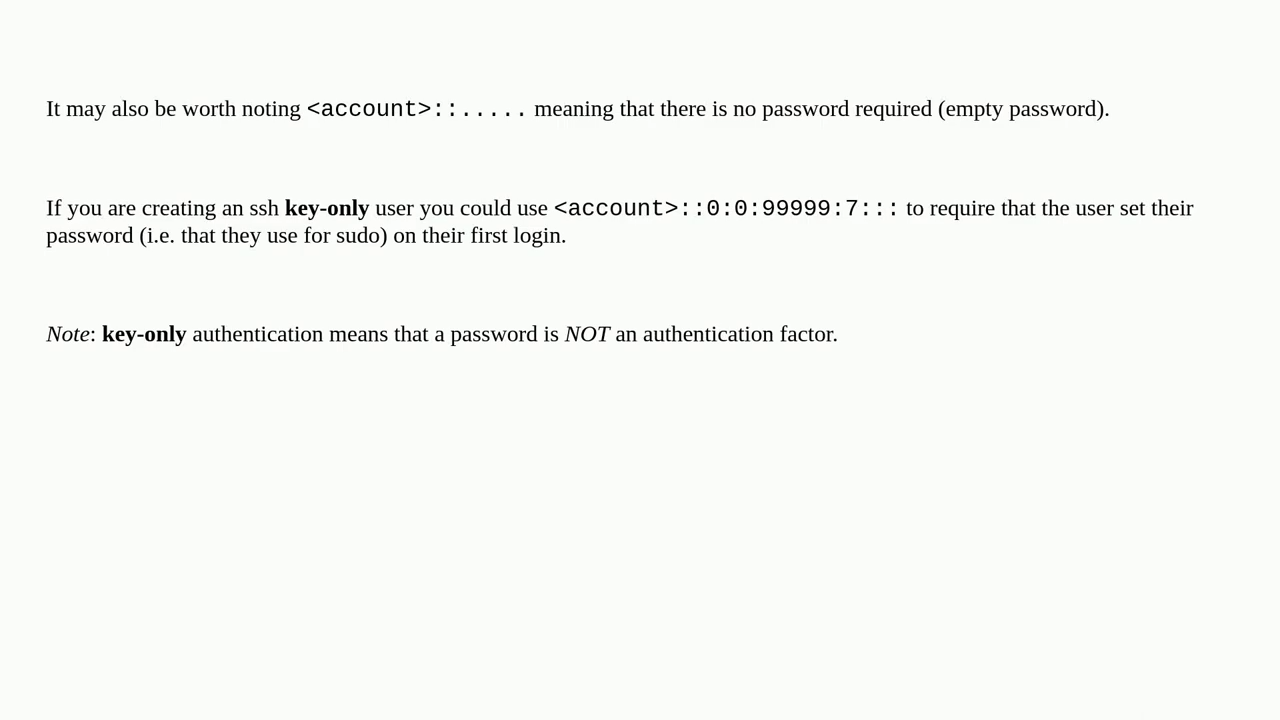 It may also be worth noting <account>::..... meaning that there is no password required (empty password).
If you are creating an ssh key-only user you could use <account>::0:0:99999:7::: to require that the user set their
password (i.e. that they use for sudo) on their first login.
Note: key-only authentication means that a password is NOT an authentication factor.